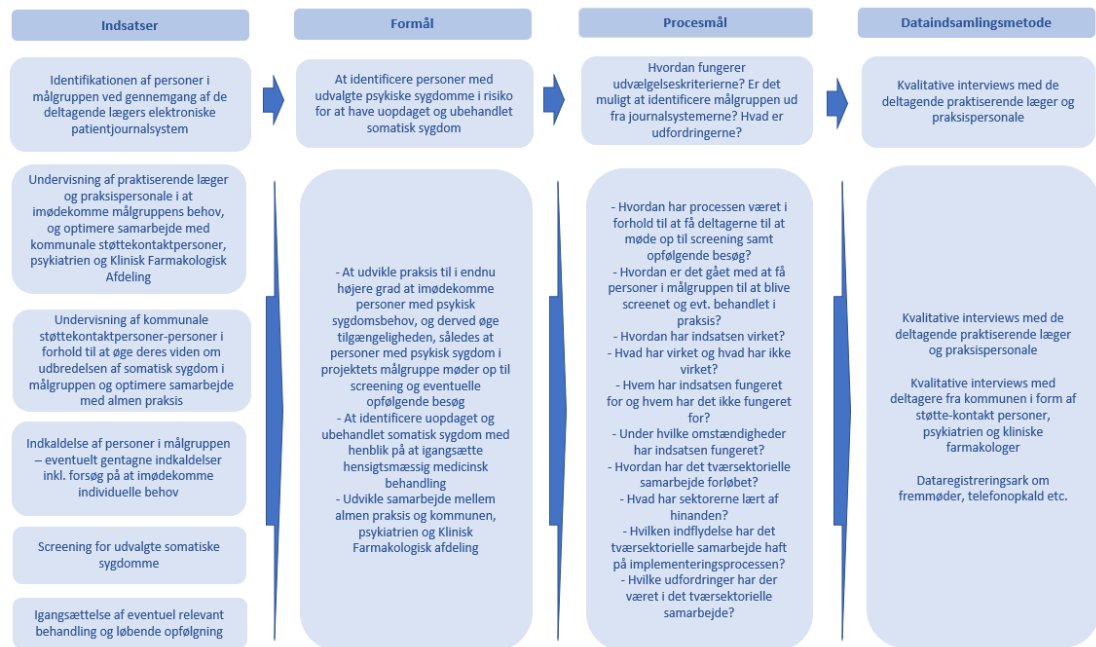 Indsatser
Formål
Procesmål
Dataindsamlingsmetode
Identifikationen af personer i
målgruppen ved gennemgang af de
deltagende lægers elektroniske
patientjournalsystem
At identificere personer med
udvalgte psykiske sygdomme i risiko
for at have uopdaget og ubehandlet
somatisk sygdom
Hvordan fungerer
udvælgelseskriterierne? Er det
muligt at identificere målgruppen ud
fra journalsystemerne? Hvad er
udfordringerne?
Kvalitative interviews med de
deltagende praktiserende læger og
praksispersonale
Undervisning af praktiserende læger
og praksispersonale i at
imødekomme målgruppens behov,
og optimere samarbejde med
kommunale støttekontaktpersoner,
psykiatrien og Klinisk Farmakologisk
Afdeling
Undervisning af kommunale
støttekontaktpersoner-personer i
forhold til at øge deres viden om
udbredelsen af somatisk sygdom i
målgruppen og optimere samarbejde
med almen praksis
Indkaldelse af personer i målgruppen
– eventuelt gentagne indkaldelser
inkl. forsøg på at imødekomme
individuelle behov
Screening for udvalgte somatiske
sygdomme
Igangsættelse af eventuel relevant
behandling og løbende opfølgning
- At udvikle praksis til i endnu
højere grad at imødekomme
personer med psykisk
sygdomsbehov, og derved øge
tilgængeligheden, således at
personer med psykisk sygdom i
projektets målgruppe møder op til
screening og eventuelle
opfølgende besøg
- At identificere uopdaget og
ubehandlet somatisk sygdom med
henblik på at igangsætte
hensigtsmæssig medicinsk
behandling
- Udvikle samarbejde mellem
almen praksis og kommunen,
psykiatrien og Klinisk
Farmakologisk afdeling
- Hvordan har processen været i
forhold til at få deltagerne til at
møde op til screening samt
opfølgende besøg?
- Hvordan er det gået med at få
personer i målgruppen til at blive
screenet og evt. behandlet i
praksis?
- Hvordan har indsatsen virket?
- Hvad har virket og hvad har ikke
virket?
- Hvem har indsatsen fungeret
for og hvem har det ikke fungeret
for?
- Under hvilke omstændigheder
har indsatsen fungeret?
- Hvordan har det tværsektorielle
samarbejde forløbet?
- Hvad har sektorerne lært af
hinanden?
- Hvilken indflydelse har det
tværsektorielle samarbejde haft
på implementeringsprocessen?
- Hvilke udfordringer har der
været i det tværsektorielle
samarbejde?
Kvalitative interviews med de
deltagende praktiserende læger
og praksispersonale
Kvalitative interviews med
deltagere fra kommunen i form af
støtte-kontakt personer,
psykiatrien og kliniske
farmakologer
Dataregistreringsark om
fremmøder, telefonopkald etc.